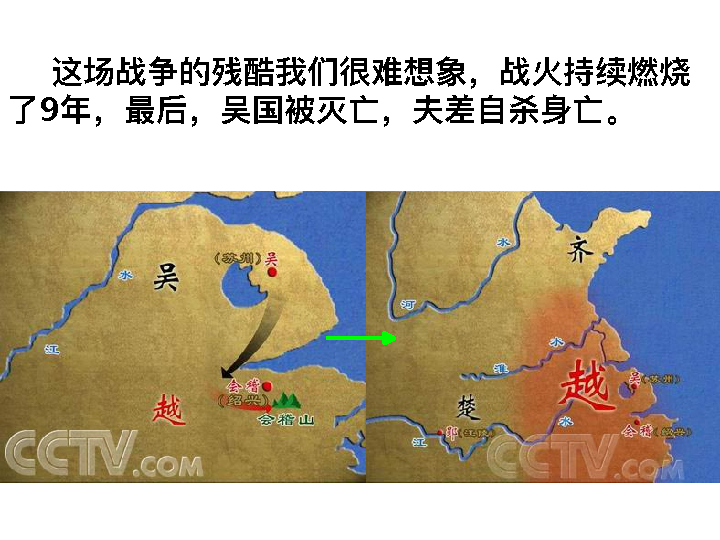 这场战争的残酷我们很难想象，战火持续燃烧
了9年，最后，吴国被灭亡，夫差自杀身亡。
（苏州）吴
吴
水
江
会稽
（绍兴）
越
会稽山
CCTV.COM
水
齐
河
水
淮
越
吴（苏州）
楚
水
郢（江陵）
会稽（绍兴）
江
CCTV.COM